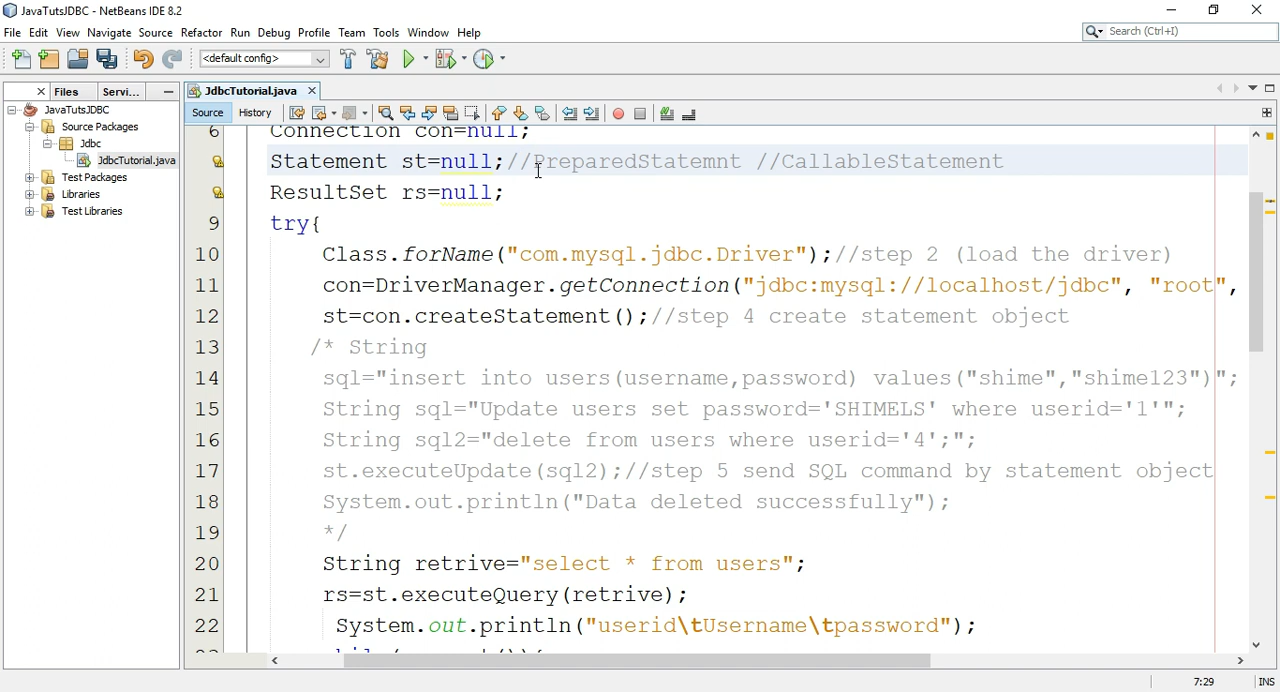 JavaTutsJDBC - NetBeans IDE 8.2
File Edit View Navigate Source Refactor Run Debug Profile Team Tools Window Help
Search (Ctrl+I)
<default config>
Files Servi...
JdbcTutorial.java
JavaTutsJDBC
Source Packages
Jdbc
JdbcTutorial.java
Test Packages
Libraries
Test Libraries
Source History
6 Connection con=null;
Statement st=null;//PreparedStatemnt //CallableStatement
ResultSet rs=null;
9 try{
10 Class.forName("com.mysql.jdbc.Driver");//step 2 (load the driver)
11 con=DriverManager.getConnection("jdbc:mysql://localhost/jdbc", "root",
12 st=con.createStatement();//step 4 create statement object
13 /* String
14 sql="insert into users(username,password) values("shime","shime123")";
15 String sql="Update users set password='SHIMELS' where userid='1'";
16 String sql2="delete from users where userid='4';";
17 st.executeUpdate(sql2);//step 5 send SQL command by statement object
18 System.out.println("Data deleted successfully");
19 */
20 String retrive="select * from users";
21 rs=st.executeQuery(retrive);
22 System.out.println("userid\tUsername\tpassword");
7:29 INS